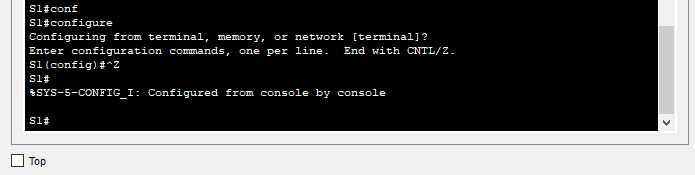 S1#conf
S1#configure
Configuring from terminal, memory, or network [terminal]?
Enter configuration commands, one per line.  End with CNTL/Z.
S1(config)#^Z
S1#
%SYS-5-CONFIG_I: Configured from console by console
S1#
Top